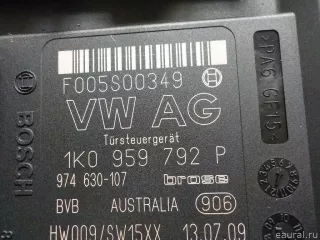 F005S00349
VW AG
Türsteuergerät
1K0 959 792 P
974 630-107 brose
BVB AUSTRALIA 906
HW009/SW15XX 13.07.09
BOSCH
>PA6 GF15<
eaural.ru